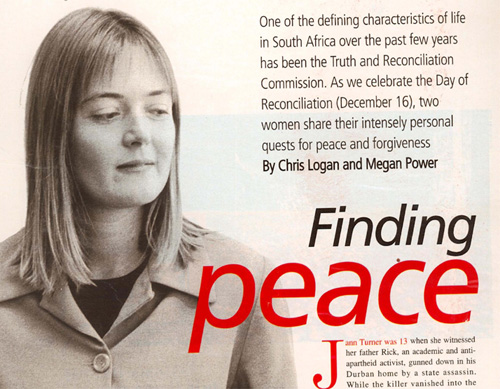 One of the defining characteristics of life
in South Africa over the past few years
has been the Truth and Reconciliation
Commission. As we celebrate the Day of
Reconciliation (December 16), two
women share their intensely personal
quests for peace and forgiveness
By Chris Logan and Megan Power
Finding
peace
Jann Turner was 13 when she witnessed
her father Rick, an academic and anti-
apartheid activist, gunned down in his
Durban home by a state assassin.
While the killer vanished into the